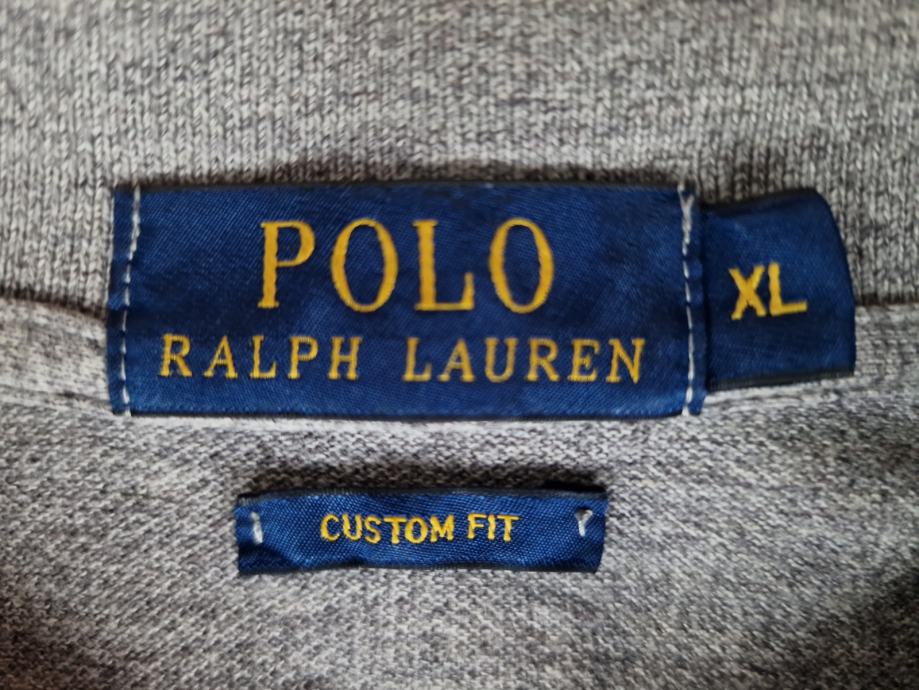 POLO
RALPH LAUREN
XL
CUSTOM FIT